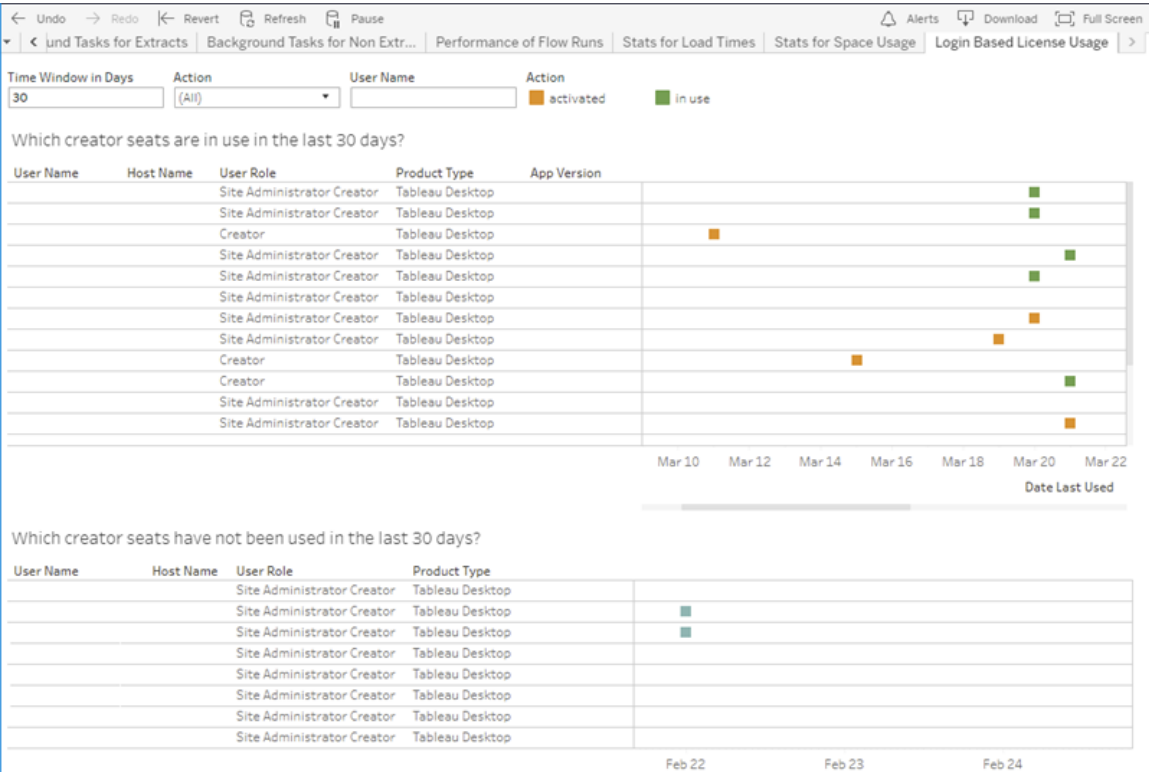 Undo Redo Revert Refresh Pause Alerts Download Full Screen
und Tasks for Extracts Background Tasks for Non Extr... Performance of Flow Runs Stats for Load Times Stats for Space Usage Login Based License Usage
Time Window in Days Action User Name Action
30 (All) activated in use
Which creator seats are in use in the last 30 days?
User Name Host Name User Role Product Type App Version
Site Administrator Creator Tableau Desktop
Site Administrator Creator Tableau Desktop
Creator Tableau Desktop
Site Administrator Creator Tableau Desktop
Site Administrator Creator Tableau Desktop
Site Administrator Creator Tableau Desktop
Site Administrator Creator Tableau Desktop
Site Administrator Creator Tableau Desktop
Creator Tableau Desktop
Creator Tableau Desktop
Site Administrator Creator Tableau Desktop
Site Administrator Creator Tableau Desktop
Mar 10 Mar 12 Mar 14 Mar 16 Mar 18 Mar 20 Mar 22
Date Last Used
Which creator seats have not been used in the last 30 days?
User Name Host Name User Role Product Type
Site Administrator Creator Tableau Desktop
Site Administrator Creator Tableau Desktop
Site Administrator Creator Tableau Desktop
Site Administrator Creator Tableau Desktop
Site Administrator Creator Tableau Desktop
Site Administrator Creator Tableau Desktop
Site Administrator Creator Tableau Desktop
Site Administrator Creator Tableau Desktop
Feb 22 Feb 23 Feb 24